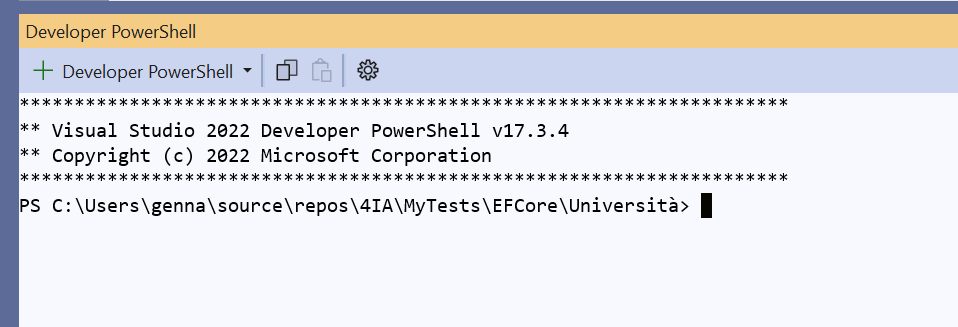 Developer PowerShell
Developer PowerShell
**********************************************************************
** Visual Studio 2022 Developer PowerShell v17.3.4
** Copyright (c) 2022 Microsoft Corporation
**********************************************************************
PS C:\Users\genna\source\repos\4IA\MyTests\EFCore\Università>